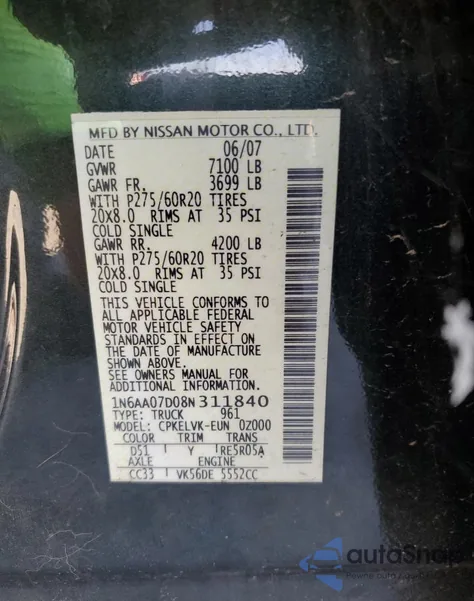 MFD BY NISSAN MOTOR CO., LTD.
DATE 06/07
GVWR 7100 LB
GAWR FR. 3699 LB
WITH P275/60R20 TIRES
20X8.0 RIMS AT 35 PSI
COLD SINGLE
GAWR RR. 4200 LB
WITH P275/60R20 TIRES
20X8.0 RIMS AT 35 PSI
COLD SINGLE
THIS VEHICLE CONFORMS TO
ALL APPLICABLE FEDERAL
MOTOR VEHICLE SAFETY
STANDARDS IN EFFECT ON
THE DATE OF MANUFACTURE
SHOWN ABOVE.
SEE OWNERS MANUAL FOR
ADDITIONAL INFORMATION.
1N6AA07D08N311840
TYPE: TRUCK 961
MODEL: CPKELVK-EUN 0Z000
COLOR TRIM TRANS
D51 Y RE5R05A
AXLE ENGINE
CC33 VK56DE 5552CC
autoSnap